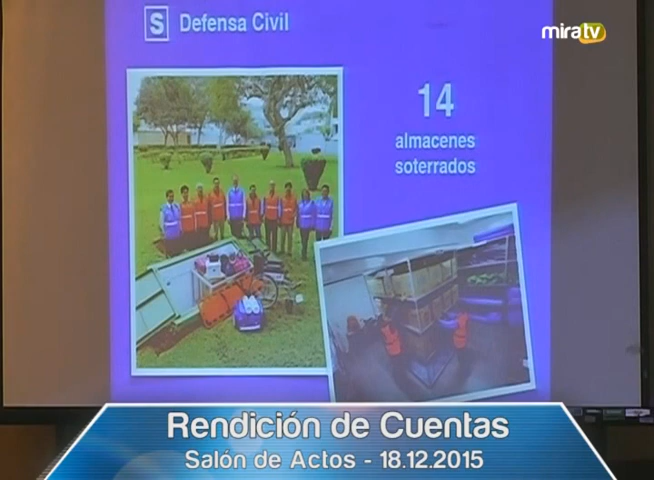 S Defensa Civil
miratv
14
almacenes
soterrados
Rendición de Cuentas
Salón de Actos - 18.12.2015